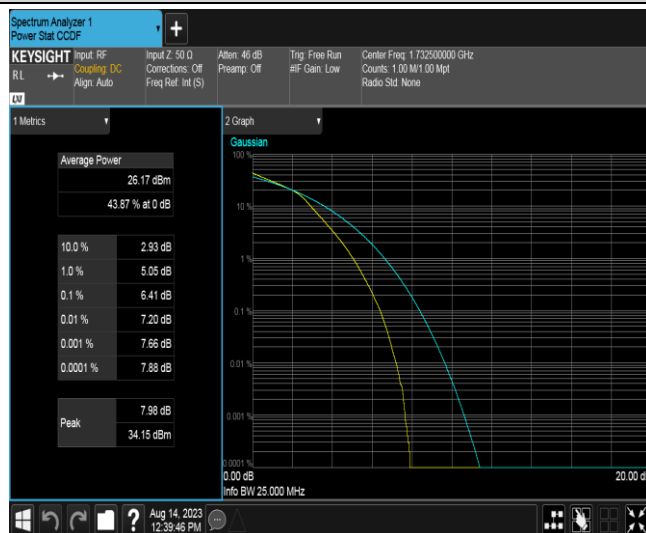 Spectrum Analyzer 1
Power Stat CCDF
+
KEYSIGHT
RL
LXI
Input: RF
Coupling: DC
Align: Auto
Input Z: 50 Ω
Corrections: Off
Freq Ref: Int (S)
Atten: 46 dB
Preamp: Off
Trig: Free Run
#IF Gain: Low
Center Freq: 1.732500000 GHz
Counts: 1.00 M/1.00 Mpt
Radio Std: None
1 Metrics
Average Power
26.17 dBm
43.87 % at 0 dB
10.0 % 2.93 dB
1.0 % 5.05 dB
0.1 % 6.41 dB
0.01 % 7.20 dB
0.001 % 7.66 dB
0.0001 % 7.88 dB
Peak
7.98 dB
34.15 dBm
2 Graph
Gaussian
100 %
10 %
1 %
0.1 %
0.01 %
0.001 %
0.0001 %
0.00 dB
20.00 d
Info BW 25.000 MHz
?
Aug 14, 2023
12:39:46 PM